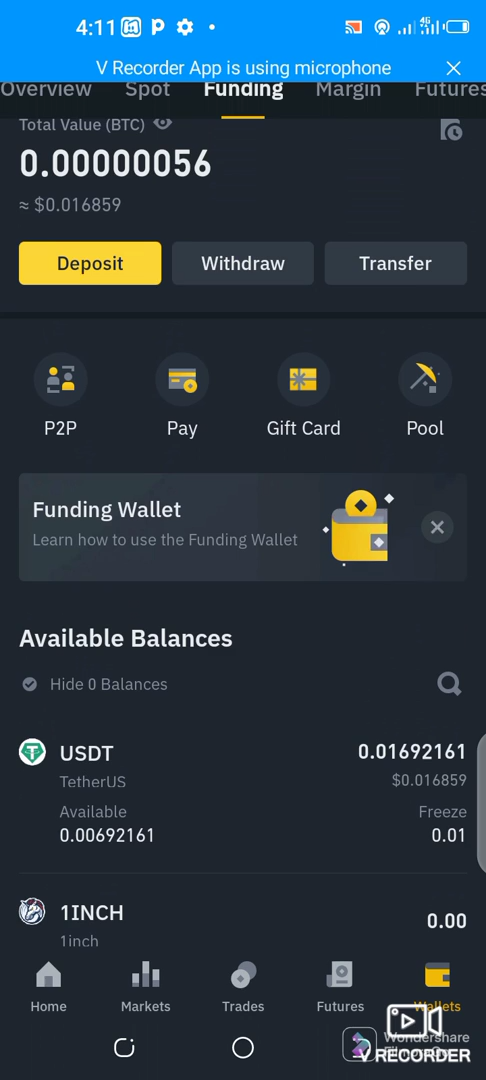 4:11
4G
V Recorder App is using microphone
Overview Spot Funding Margin Futures
Total Value (BTC)
0.00000056
≈ $0.016859
Deposit Withdraw Transfer
P2P Pay Gift Card Pool
Funding Wallet
Learn how to use the Funding Wallet
Available Balances
Hide 0 Balances
USDT 0.01692161
TetherUS $0.016859
Available Freeze
0.00692161 0.01
1INCH 0.00
1inch
Home Markets Trades Futures Wallets
Wondershare
V RECORDER